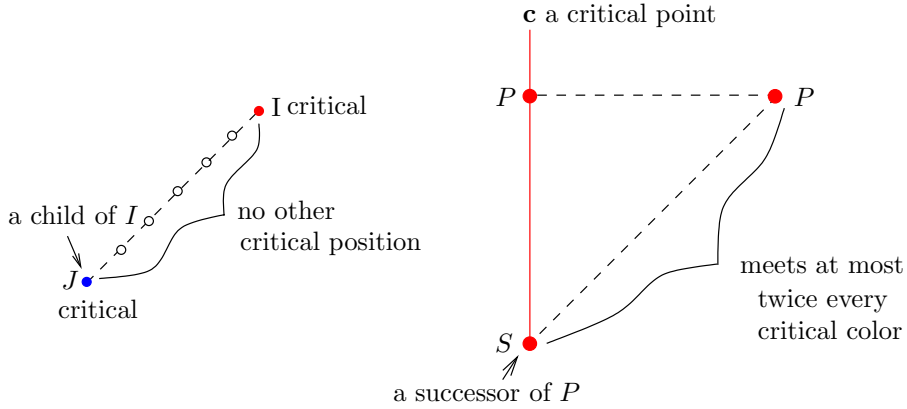 I critical
a child of I
no other
critical position
J
critical
c a critical point
P
P
meets at most
twice every
critical color
S
a successor of P